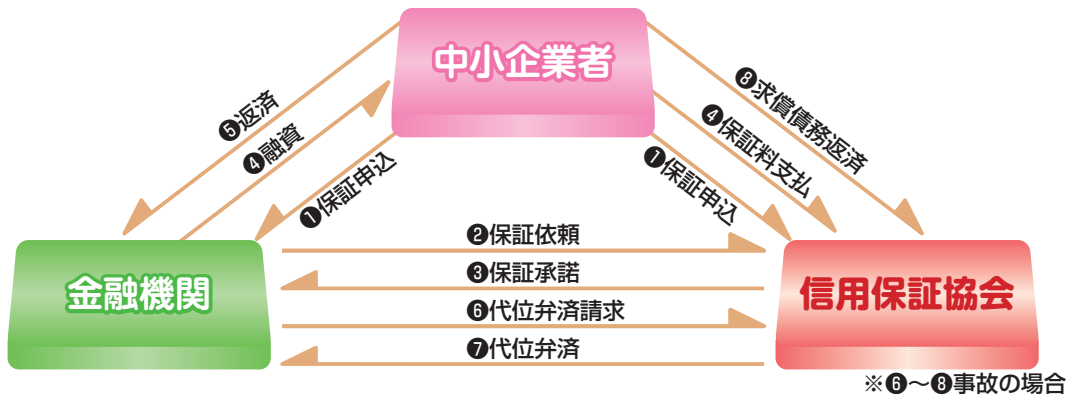 中小企業者
❺返済
❹融資
❶保証申込
❽求償債務返済
❹保証料支払
❶保証申込
❷保証依頼
❸保証承諾
❻代位弁済請求
❼代位弁済
金融機関
信用保証協会
※❻～❽事故の場合